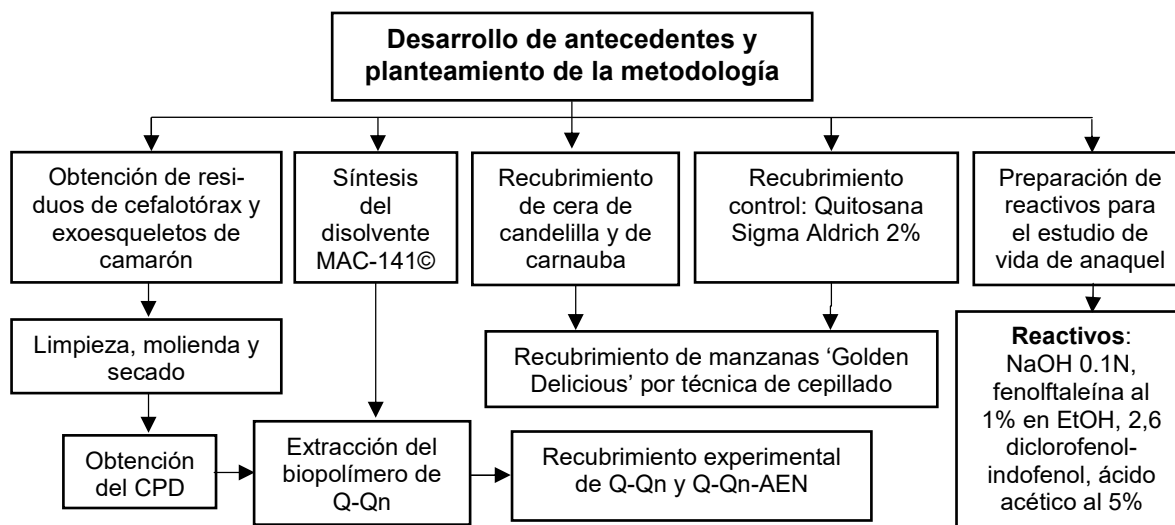 Desarrollo de antecedentes y
planteamiento de la metodología
Obtención de resi-
duos de cefalotórax y
exoesqueletos de
camarón
Síntesis
del
disolvente
MAC-141©
Recubrimiento
de cera de
candelilla y de
carnauba
Recubrimiento
control: Quitosana
Sigma Aldrich 2%
Preparación de
reactivos para
el estudio de
vida de anaquel
Limpieza, molienda y
secado
Recubrimiento de manzanas ‘Golden
Delicious’ por técnica de cepillado
Reactivos:
NaOH 0.1N,
fenolftaleína al
1% en EtOH, 2,6
diclorofenol-
indofenol, ácido
acético al 5%
Obtención
del CPD
Extracción del
biopolímero de
Q-Qn
Recubrimiento experimental
de Q-Qn y Q-Qn-AEN